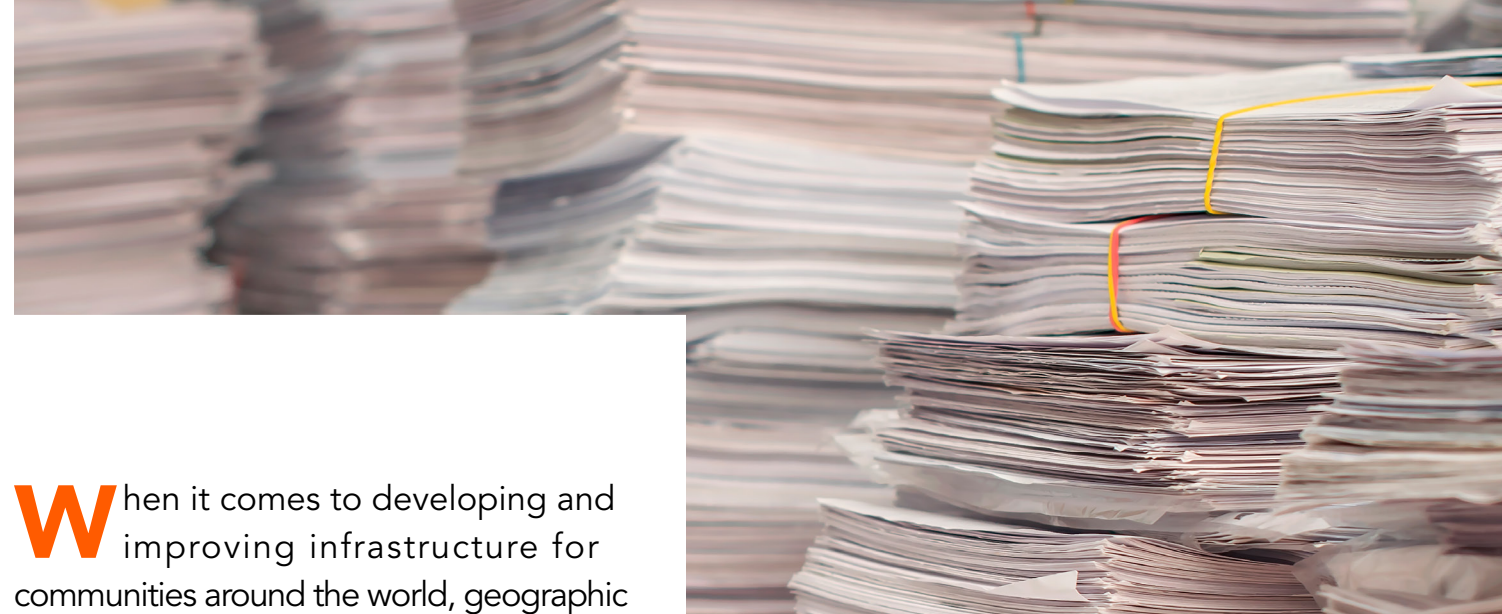 When it comes to developing and
improving infrastructure for
communities around the world, geographic